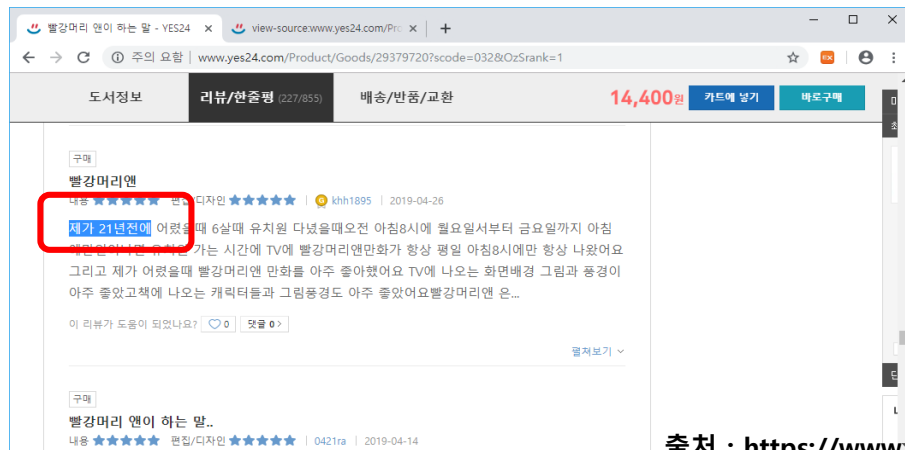 빨강머리 앤이 하는 말 - YES24
view-source:www.yes24.com/Pro
주의 요함 | www.yes24.com/Product/Goods/29379720?scode=032&OzSrank=1
도서정보 리뷰/한줄평 (227/855) 배송/반품/교환 14,400원 카트에 넣기 바로구매
구매
빨강머리앤
내용 ★★★★★ 편집/디자인 ★★★★★ | khh1895 | 2019-04-26
제가 21년전에 어렸을때 6살때 유치원 다녔을때오전 아침8시에 월요일서부터 금요일까지 아침
가는 시간에 TV에 빨강머리앤만화가 항상 평일 아침8시에만 항상 나왔어요
그리고 제가 어렸을때 빨강머리앤 만화를 아주 좋아했어요 TV에 나오는 화면배경 그림과 풍경이
아주 좋았고책에 나오는 캐릭터들과 그림풍경도 아주 좋았어요빨강머리앤 은...
이 리뷰가 도움이 되었나요? 0 댓글 0 >
펼쳐보기
구매
빨강머리 앤이 하는 말..
내용 ★★★★★ 편집/디자인 ★★★★★ | 0421ra | 2019-04-14
출처 : https://www